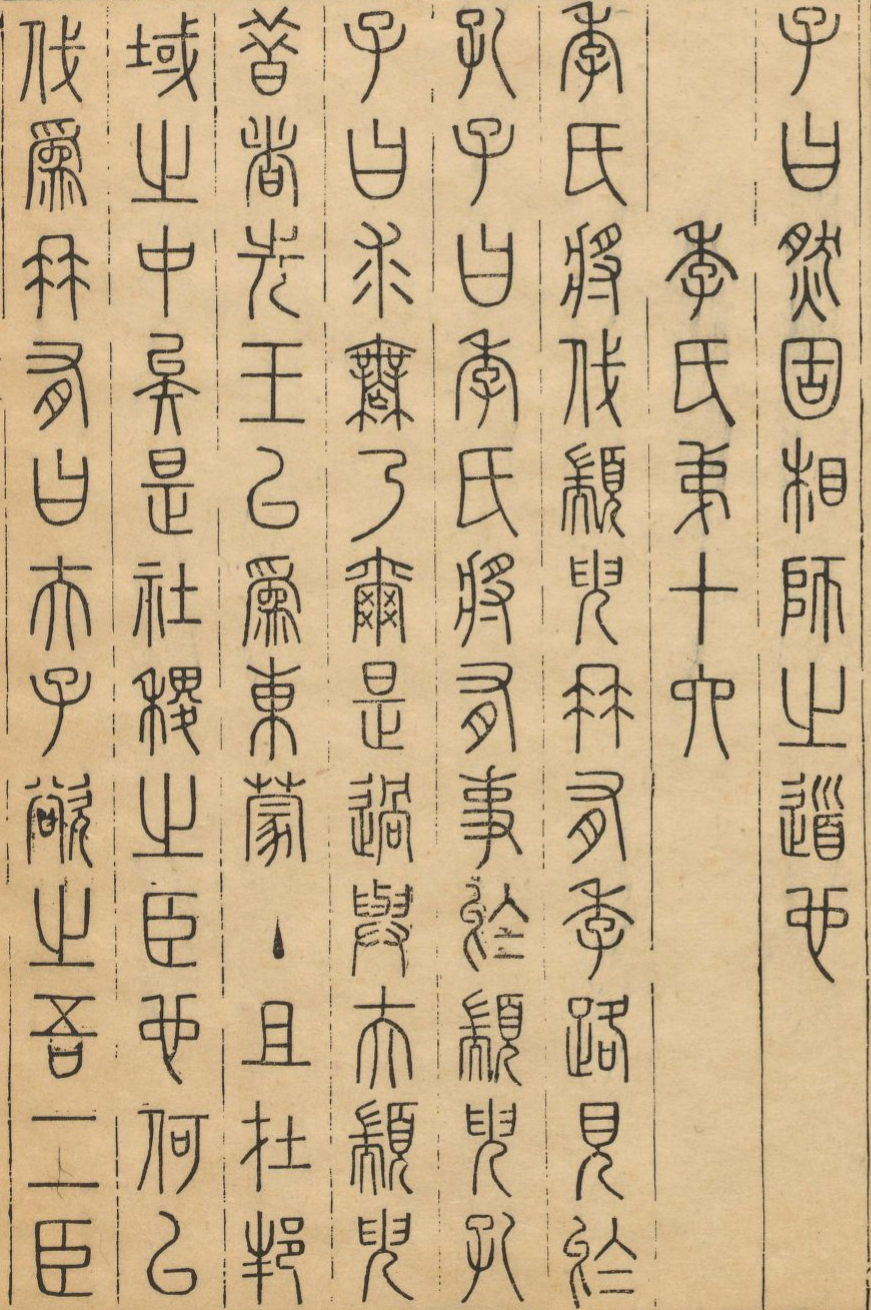 子曰然固相師之道也
季氏弟十六
季氏將伐顓臾冉有季路見於
孔子曰季氏將有事於顓臾孔
子曰求無乃爾是過與夫顓臾
昔者先王以為東蒙主且在邦
域之中矣是社稷之臣也何以
伐為冉有曰夫子欲之吾二臣